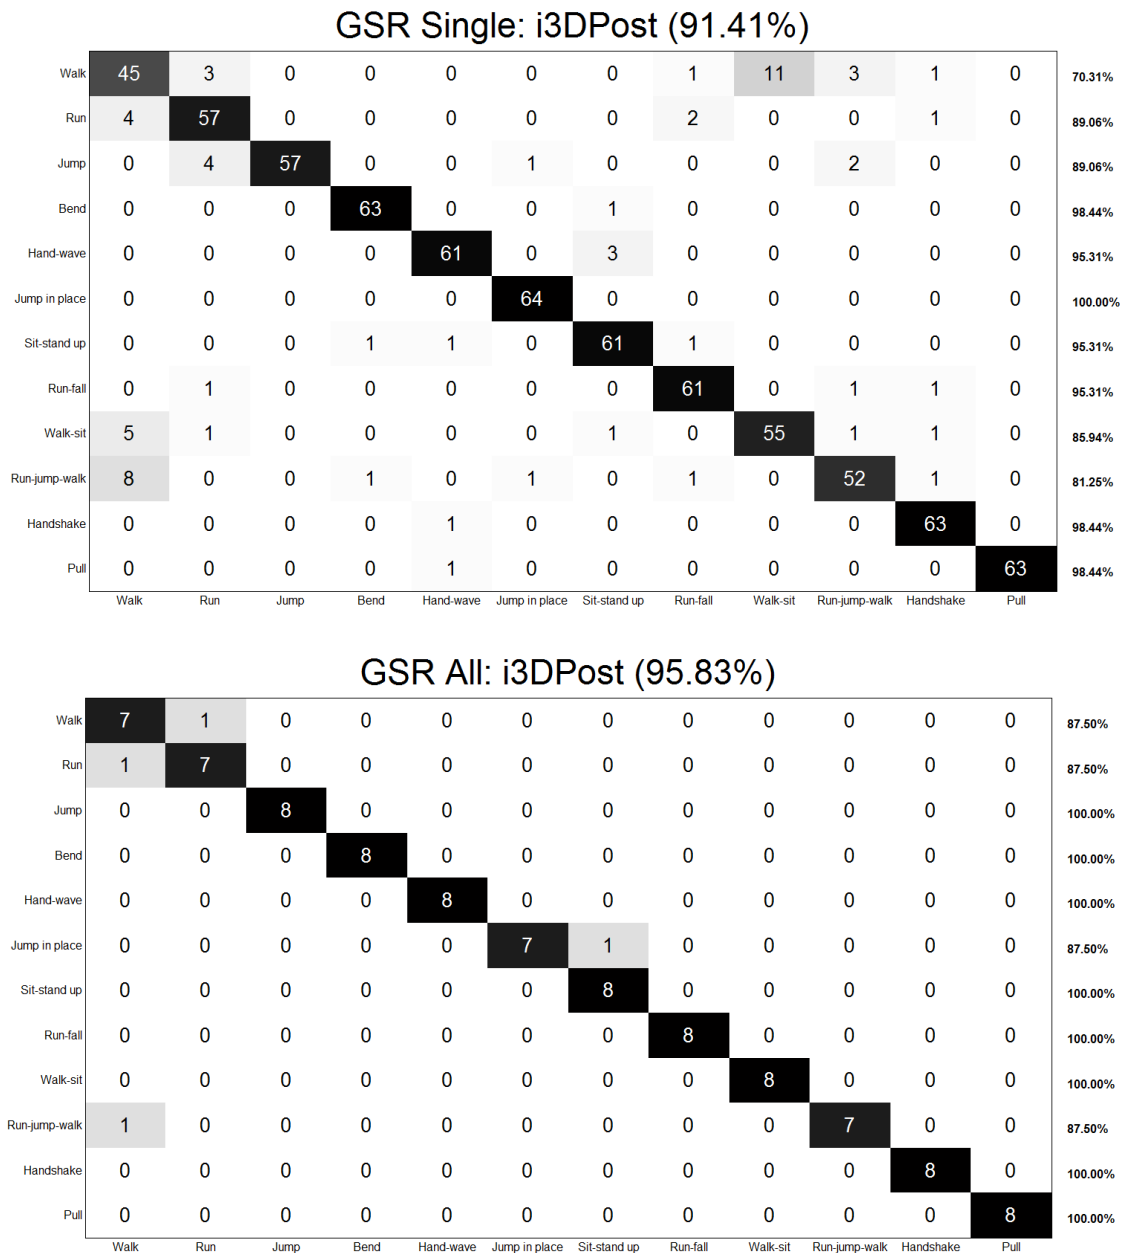 GSR Single: i3DPost (91.41%)
Walk 45 3 0 0 0 0 0 1 11 3 1 0 70.31%
Run 4 57 0 0 0 0 0 2 0 0 1 0 89.06%
Jump 0 4 57 0 0 1 0 0 0 2 0 0 89.06%
Bend 0 0 0 63 0 0 1 0 0 0 0 0 98.44%
Hand-wave 0 0 0 0 61 0 3 0 0 0 0 0 95.31%
Jump in place 0 0 0 0 0 64 0 0 0 0 0 0 100.00%
Sit-stand up 0 0 0 1 1 0 61 1 0 0 0 0 95.31%
Run-fall 0 1 0 0 0 0 0 61 0 1 1 0 95.31%
Walk-sit 5 1 0 0 0 0 1 0 55 1 1 0 85.94%
Run-jump-walk 8 0 0 1 0 1 0 1 0 52 1 0 81.25%
Handshake 0 0 0 0 1 0 0 0 0 0 63 0 98.44%
Pull 0 0 0 0 1 0 0 0 0 0 0 63 98.44%
Walk Run Jump Bend Hand-wave Jump in place Sit-stand up Run-fall Walk-sit Run-jump-walk Handshake Pull
GSR All: i3DPost (95.83%)
Walk 7 1 0 0 0 0 0 0 0 0 0 0 87.50%
Run 1 7 0 0 0 0 0 0 0 0 0 0 87.50%
Jump 0 0 8 0 0 0 0 0 0 0 0 0 100.00%
Bend 0 0 0 8 0 0 0 0 0 0 0 0 100.00%
Hand-wave 0 0 0 0 8 0 0 0 0 0 0 0 100.00%
Jump in place 0 0 0 0 0 7 1 0 0 0 0 0 87.50%
Sit-stand up 0 0 0 0 0 0 8 0 0 0 0 0 100.00%
Run-fall 0 0 0 0 0 0 0 8 0 0 0 0 100.00%
Walk-sit 0 0 0 0 0 0 0 0 8 0 0 0 100.00%
Run-jump-walk 1 0 0 0 0 0 0 0 0 7 0 0 87.50%
Handshake 0 0 0 0 0 0 0 0 0 0 8 0 100.00%
Pull 0 0 0 0 0 0 0 0 0 0 0 8 100.00%
Walk Run Jump Bend Hand-wave Jump in place Sit-stand up Run-fall Walk-sit Run-jump-walk Handshake Pull